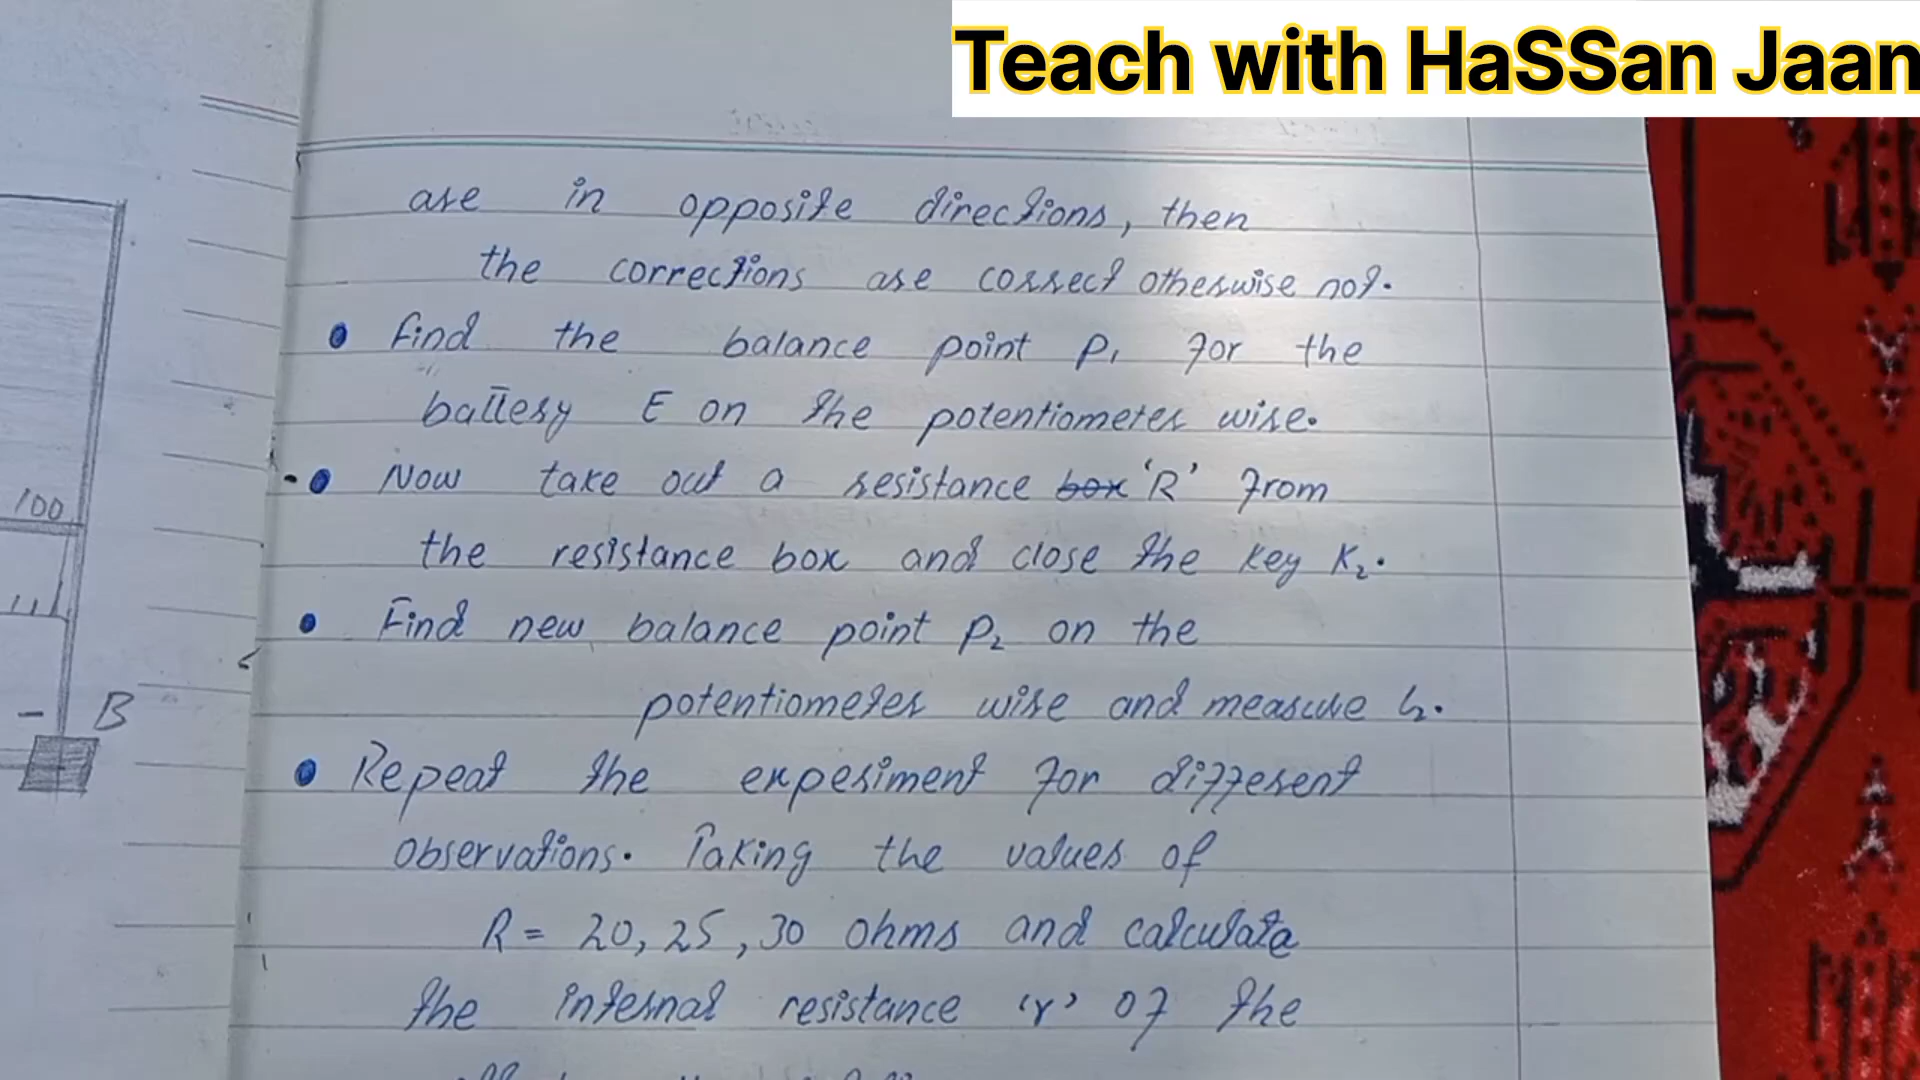 Teach with HaSSan Jaan
are in opposite directions, then
the corrections are correct otherwise not.
• find the balance point P₁ for the
battery E on the potentiometer wire.
• Now take out a resistance box 'R' from
the resistance box and close the key K₂.
• Find new balance point P₂ on the
potentiometer wire and measure l₂.
• Repeat the experiment for different
observations. Taking the values of
R = 20, 25, 30 ohms and calculate
the internal resistance 'r' of the
100
B